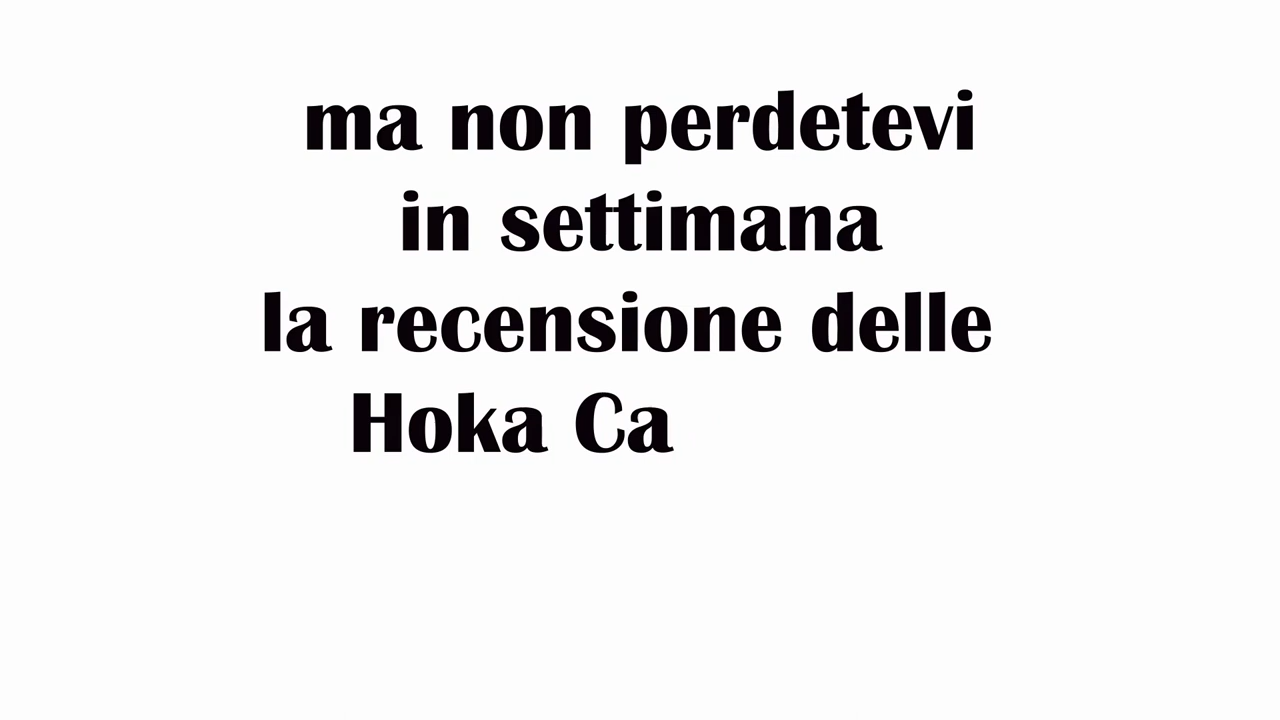 ma non perdetevi
in settimana
la recensione delle
Hoka Ca